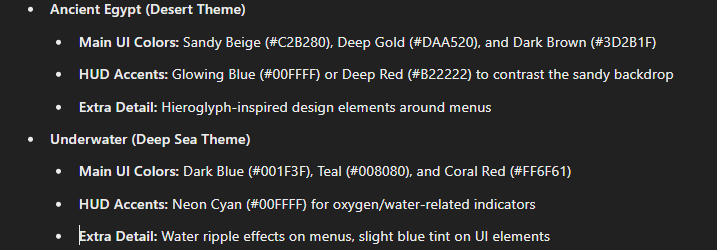 • Ancient Egypt (Desert Theme)
• Main UI Colors: Sandy Beige (#C2B280), Deep Gold (#DAA520), and Dark Brown (#3D2B1F)
• HUD Accents: Glowing Blue (#00FFFF) or Deep Red (#B22222) to contrast the sandy backdrop
• Extra Detail: Hieroglyph-inspired design elements around menus
• Underwater (Deep Sea Theme)
• Main UI Colors: Dark Blue (#001F3F), Teal (#008080), and Coral Red (#FF6F61)
• HUD Accents: Neon Cyan (#00FFFF) for oxygen/water-related indicators
• Extra Detail: Water ripple effects on menus, slight blue tint on UI elements